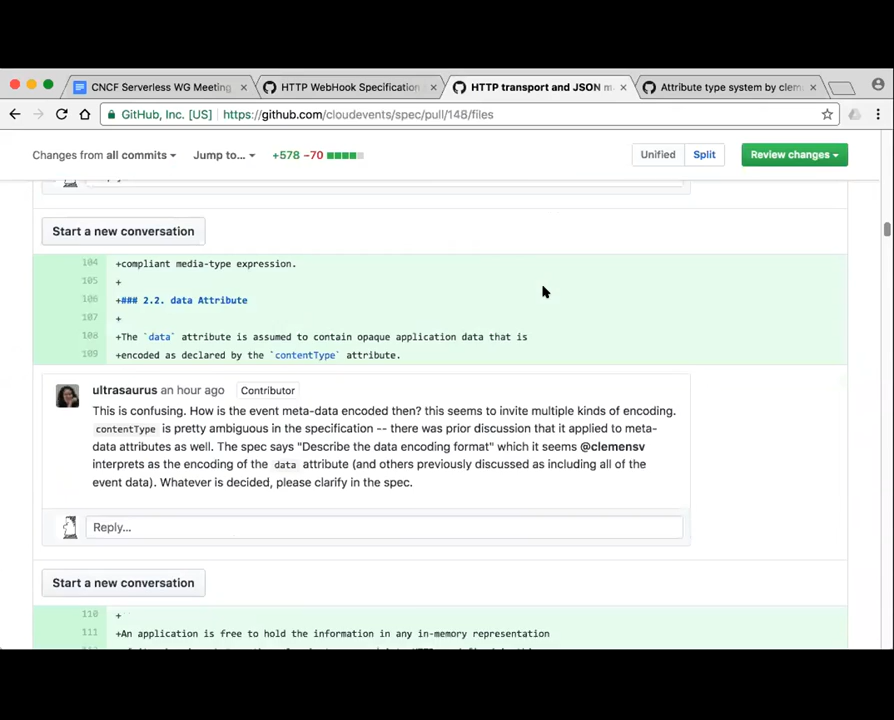 CNCF Serverless WG Meeting
HTTP WebHook Specification
HTTP transport and JSON m
Attribute type system by clem
GitHub, Inc. [US]
https://github.com/cloudevents/spec/pull/148/files
Changes from all commits
Jump to...
+578 −70
Unified
Split
Review changes
Start a new conversation
104 +compliant media-type expression.
105 +
106 +### 2.2. data Attribute
107 +
108 +The `data` attribute is assumed to contain opaque application data that is
109 +encoded as declared by the `contentType` attribute.
ultrasaurus an hour ago Contributor
This is confusing. How is the event meta-data encoded then? this seems to invite multiple kinds of encoding.
contentType is pretty ambiguous in the specification -- there was prior discussion that it applied to meta-
data attributes as well. The spec says "Describe the data encoding format" which it seems @clemensv
interprets as the encoding of the data attribute (and others previously discussed as including all of the
event data). Whatever is decided, please clarify in the spec.
Reply...
Start a new conversation
110 +
111 +An application is free to hold the information in any in-memory representation